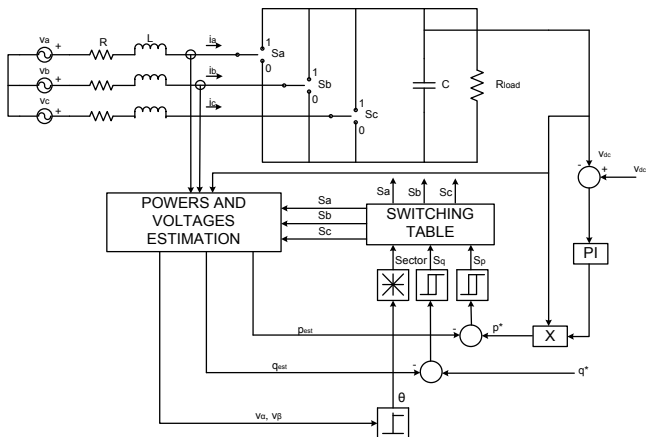 va
R
L
ia
1
Sa
0
vb
ib
1
Sb
0
vc
ic
1
Sc
0
C
Rload
vdc
vdc
-
+
PI
X
Sa
Sb
Sc
POWERS AND
VOLTAGES
ESTIMATION
Sa
Sb
Sc
SWITCHING
TABLE
Sector
Sq
Sp
pest
-
p*
qest
-
q*
θ
vα, vβ
+
+
+